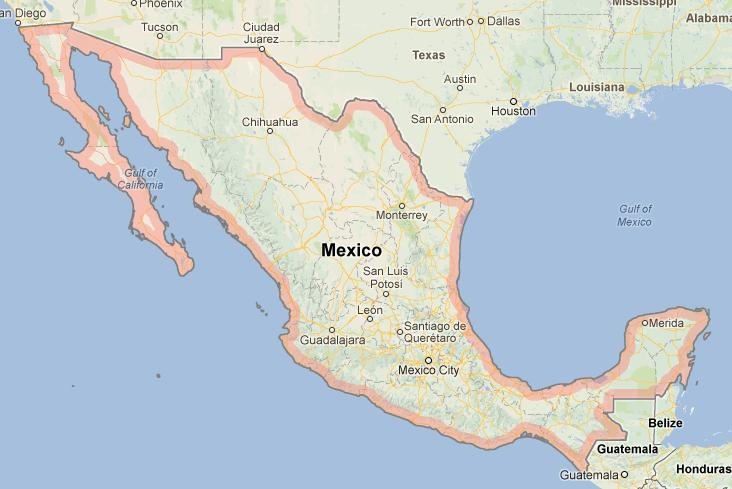 an Diego
Phoenix
Tucson
Ciudad
Juarez
Fort Worth
Dallas
Mississippi
Alabama
Texas
Austin
Louisiana
San Antonio
Houston
Chihuahua
Gulf of
California
Monterrey
Gulf of
Mexico
Mexico
San Luis
Potosí
León
Santiago de
Querétaro
Guadalajara
Merida
Mexico City
Belize
Guatemala
Guatemala
Honduras